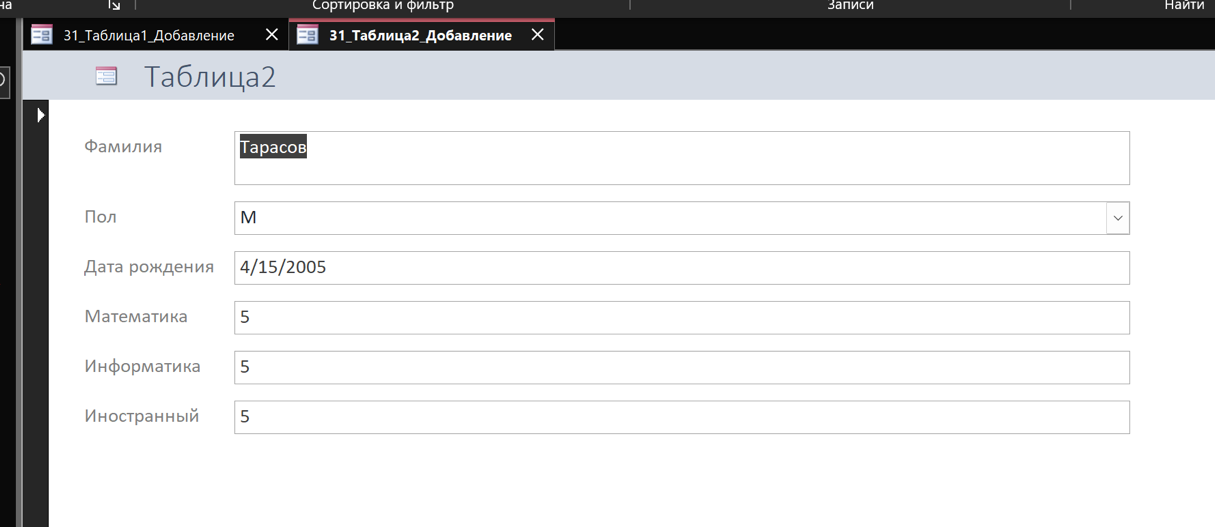 на Сортировка и фильтр Записи Найти
31_Таблица1_Добавление 31_Таблица2_Добавление
Таблица2
Фамилия Тарасов
Пол М
Дата рождения 4/15/2005
Математика 5
Информатика 5
Иностранный 5